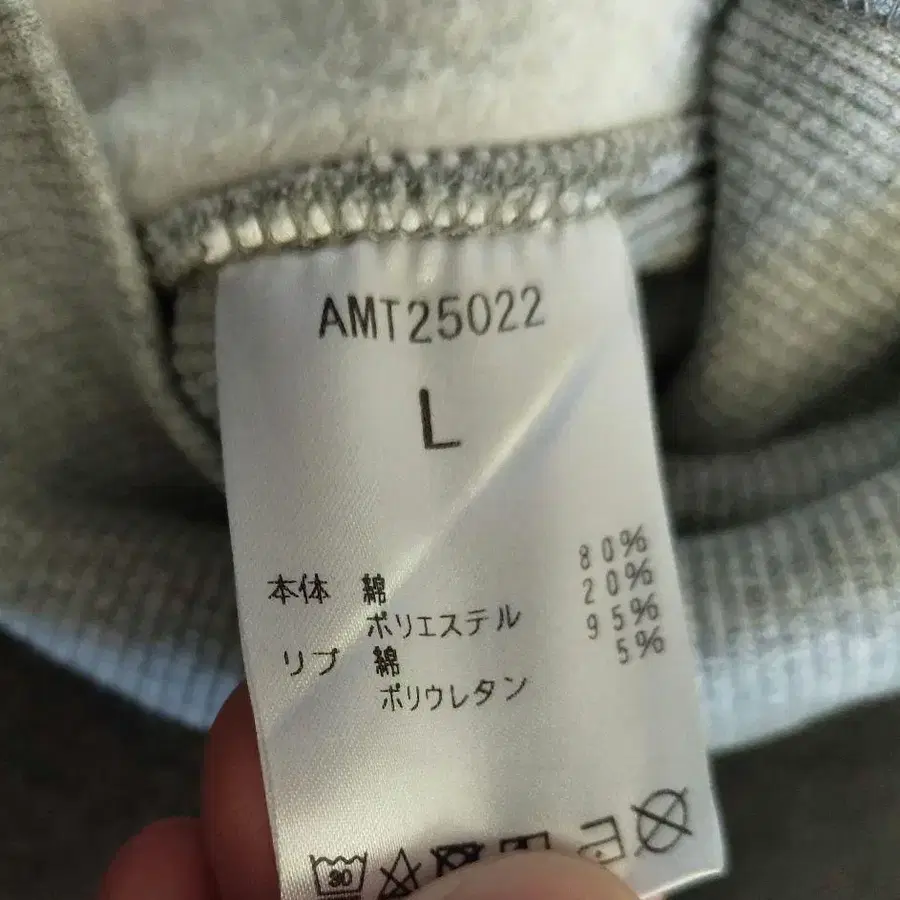 AMT25022
L
本体 綿 80%
ポリエステル 20%
リブ 綿 95%
ポリウレタン 5%
30